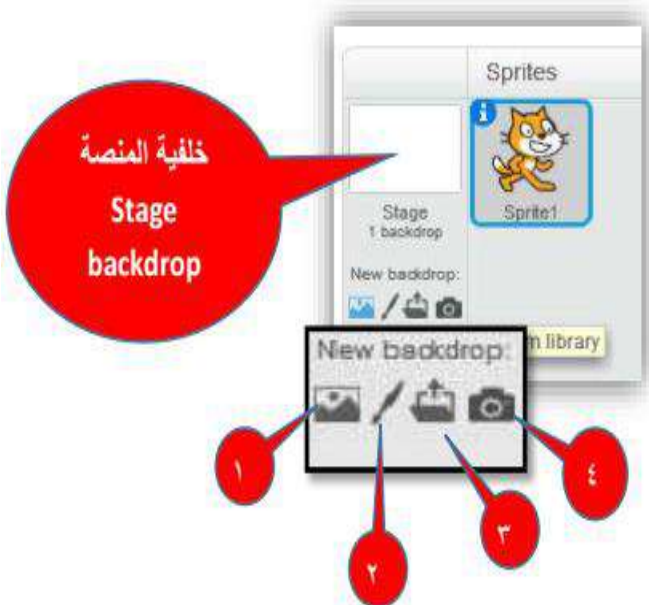 Sprites
خلفية المنصة
Stage
backdrop
i
Stage
1 backdrop
Sprite1
New backdrop:
m library
New backdrop:
١
٢
٣
٤